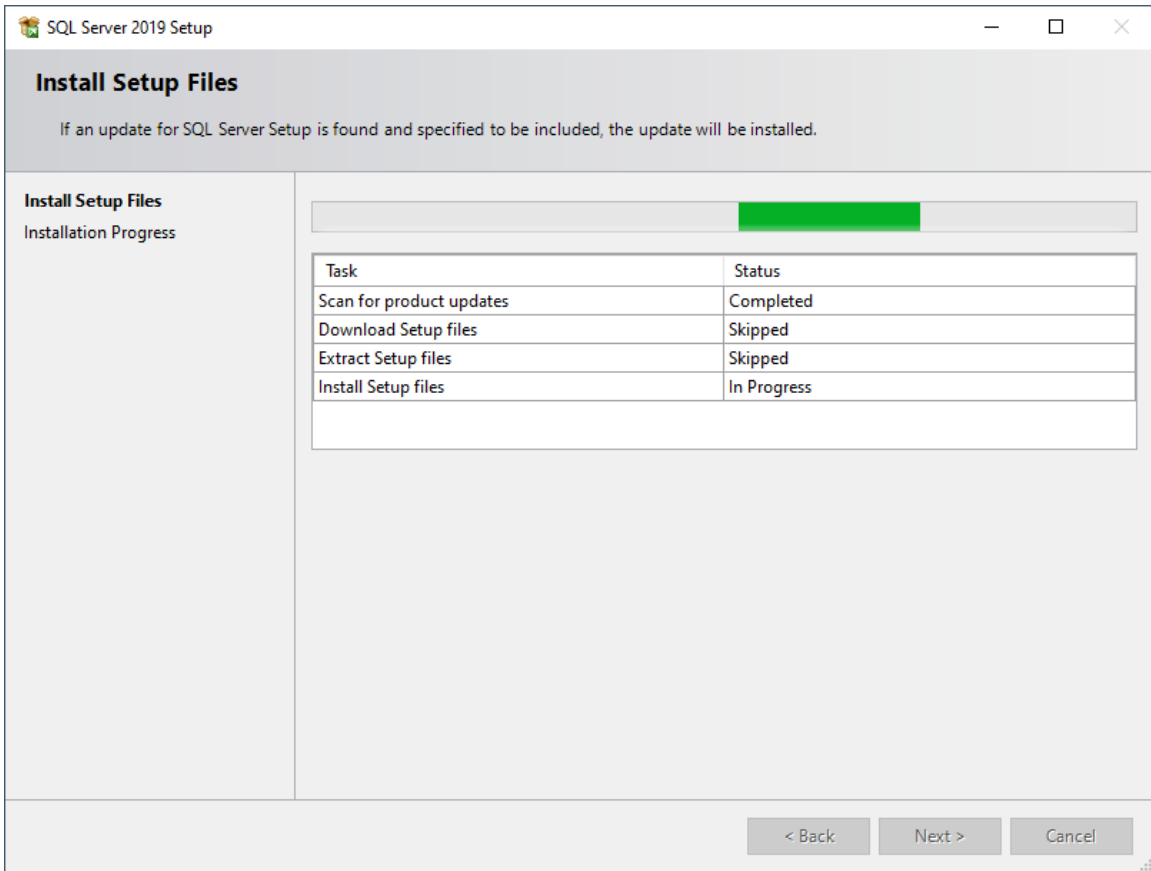 SQL Server 2019 Setup
Install Setup Files
If an update for SQL Server Setup is found and specified to be included, the update will be installed.
Install Setup Files
Installation Progress
Task Status
Scan for product updates Completed
Download Setup files Skipped
Extract Setup files Skipped
Install Setup files In Progress
< Back Next > Cancel